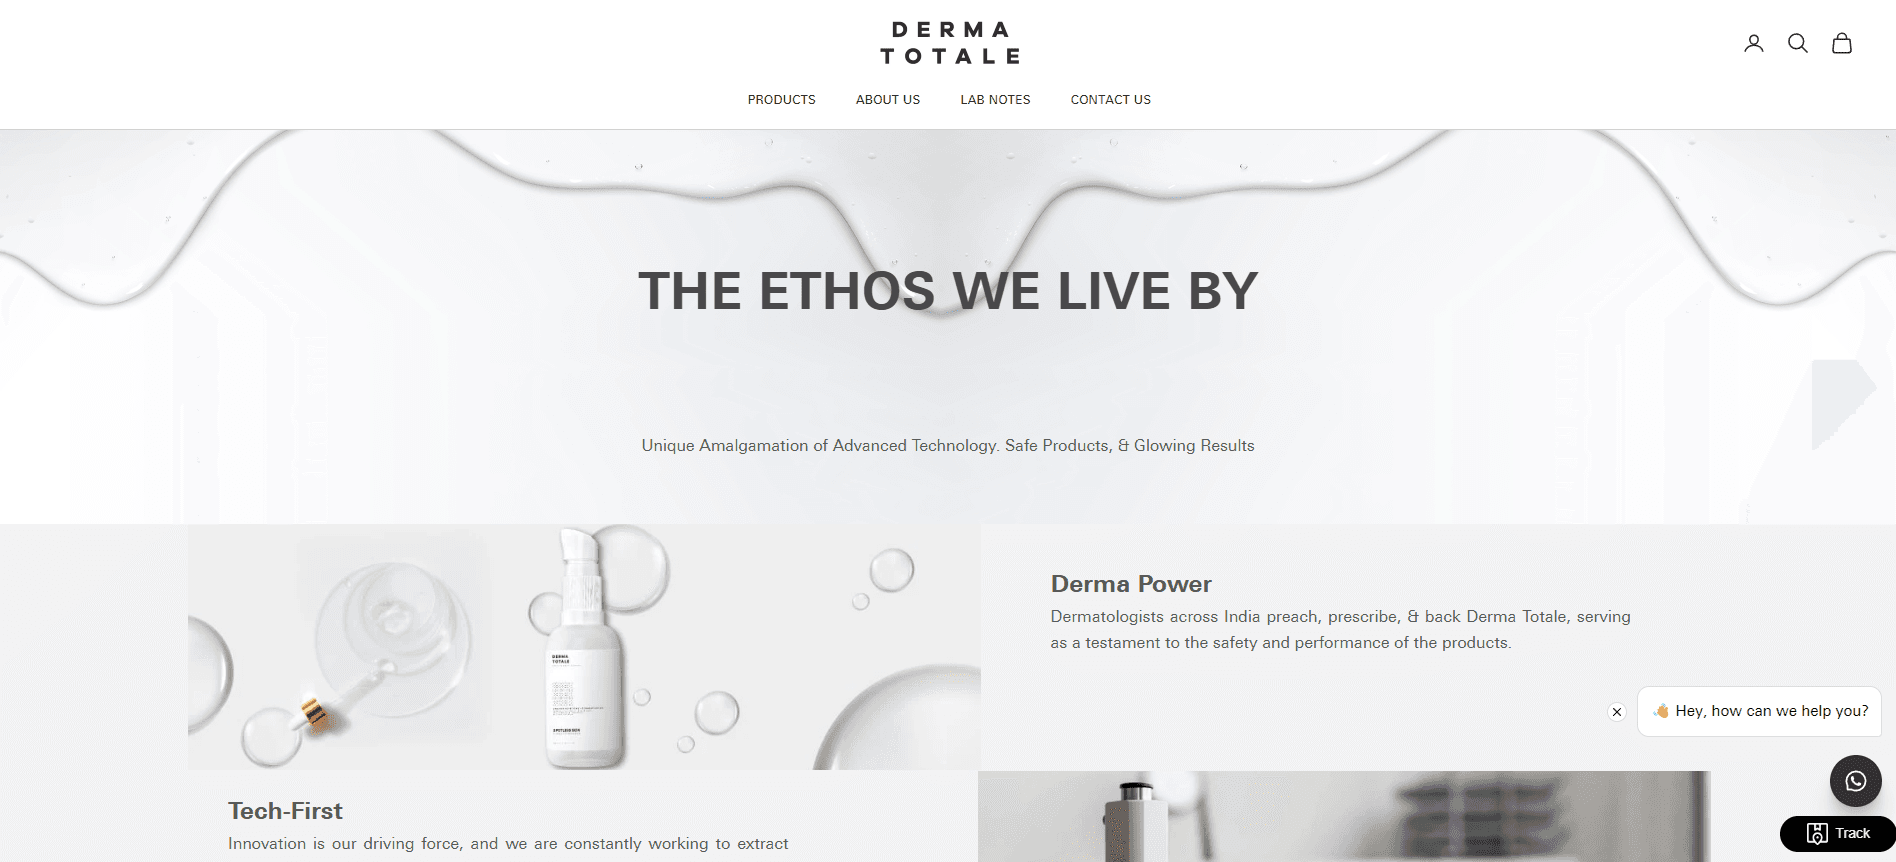 DERMA
TOTALE
PRODUCTS
ABOUT US
LAB NOTES
CONTACT US
THE ETHOS WE LIVE BY
Unique Amalgamation of Advanced Technology. Safe Products, & Glowing Results
DERMA
TOTALE
Derma Power
Dermatologists across India preach, prescribe, & back Derma Totale, serving
as a testament to the safety and performance of the products.
Hey, how can we help you?
Tech-First
Innovation is our driving force, and we are constantly working to extract
Track